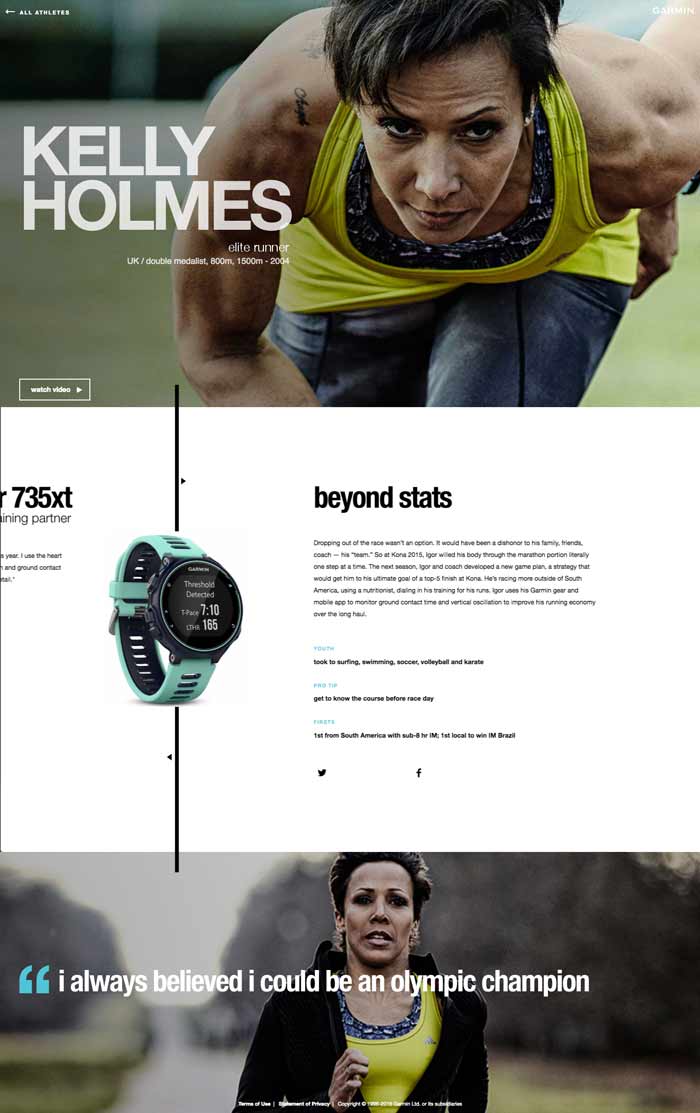 ← ALL ATHLETES
GARMIN
KELLY
HOLMES
elite runner
UK / double medalist, 800m, 1500m - 2004
watch video
r 735xt
aining partner
s year. I use the heart
n and ground contact
etail."
GARMIN
Threshold
Detected
T-Pace 7:10
LTHR 165
beyond stats
Dropping out of the race wasn't an option. It would have been a dishonor to his family, friends,
coach — his "team." So at Kona 2015, Igor willed his body through the marathon portion literally
one step at a time. The next season, Igor and coach developed a new game plan, a strategy that
would get him to his ultimate goal of a top-5 finish at Kona. He's racing more outside of South
America, using a nutritionist, dialing in his training for his runs. Igor uses his Garmin gear and
mobile app to monitor ground contact time and vertical oscillation to improve his running economy
over the long haul.
YOUTH
took to surfing, swimming, soccer, volleyball and karate
PRO TIP
get to know the course before race day
FIRSTS
1st from South America with sub-8 hr IM; 1st local to win IM Brazil
“ i always believed i could be an olympic champion
Terms of Use | Statement of Privacy | Copyright © 1996-2016 Garmin Ltd. or its subsidiaries